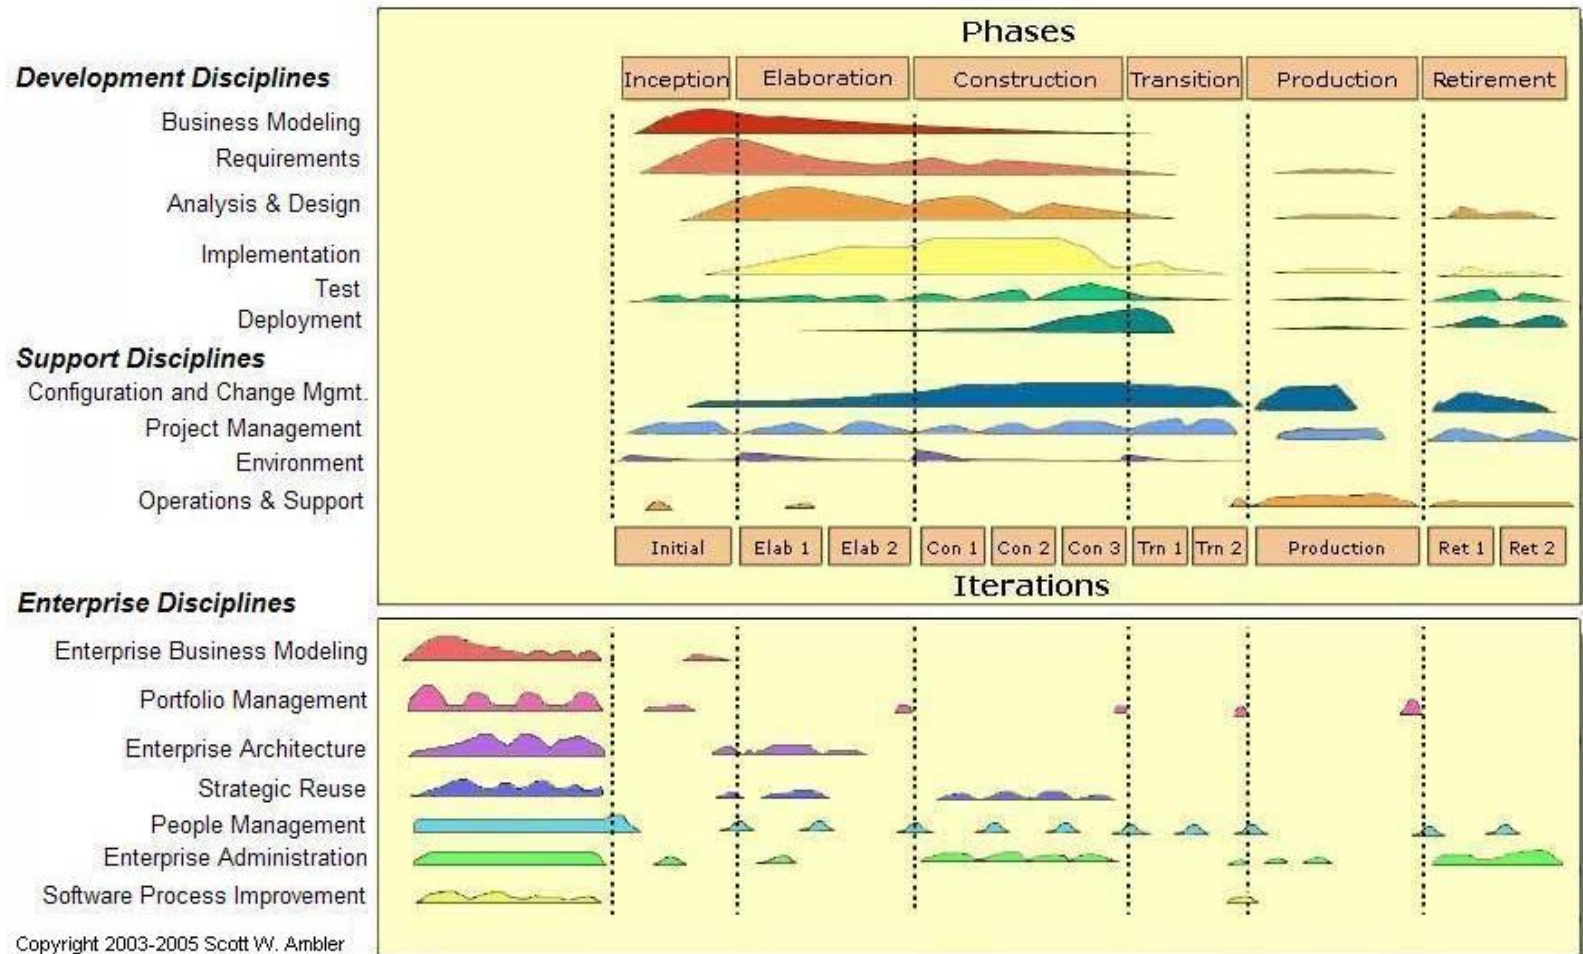 Phases
Inception Elaboration Construction Transition Production Retirement
Development Disciplines
Business Modeling
Requirements
Analysis & Design
Implementation
Test
Deployment
Support Disciplines
Configuration and Change Mgmt.
Project Management
Environment
Operations & Support
Initial Elab 1 Elab 2 Con 1 Con 2 Con 3 Trn 1 Trn 2 Production Ret 1 Ret 2
Iterations
Enterprise Disciplines
Enterprise Business Modeling
Portfolio Management
Enterprise Architecture
Strategic Reuse
People Management
Enterprise Administration
Software Process Improvement
Copyright 2003-2005 Scott W. Ambler